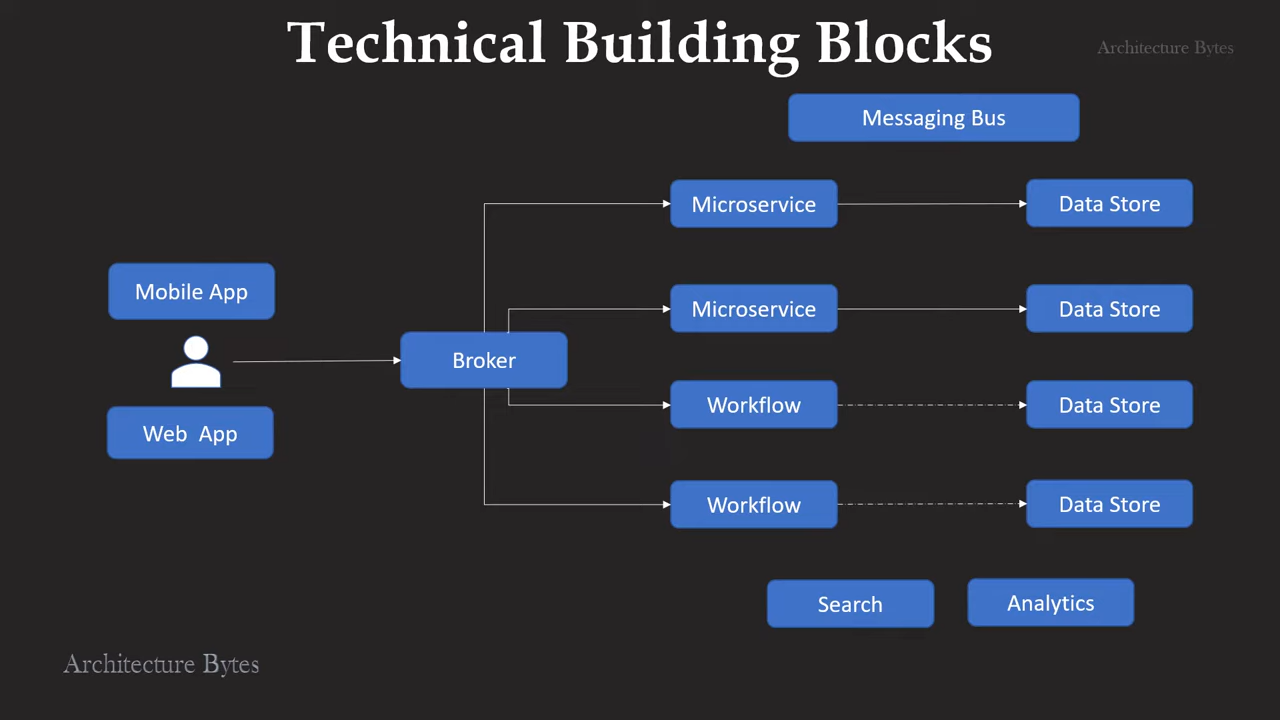 Technical Building Blocks
Architecture Bytes
Messaging Bus
Microservice
Data Store
Mobile App
Microservice
Data Store
Broker
Web App
Workflow
Data Store
Workflow
Data Store
Search
Analytics
Architecture Bytes